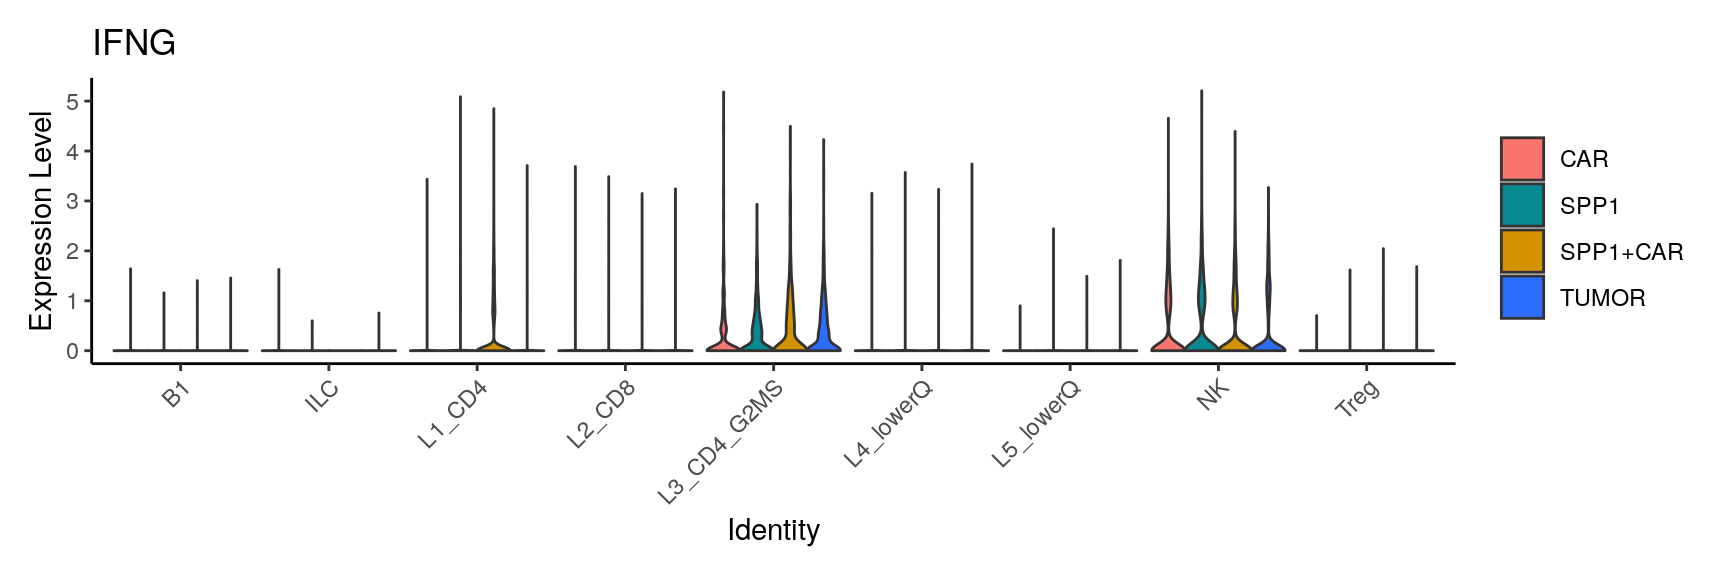 IFNG
Expression Level
5
4
3
2
1
0
B1
ILC
L1_CD4
L2_CD8
L3_CD4_G2MS
L4_lowerQ
L5_lowerQ
NK
Treg
Identity
CAR
SPP1
SPP1+CAR
TUMOR